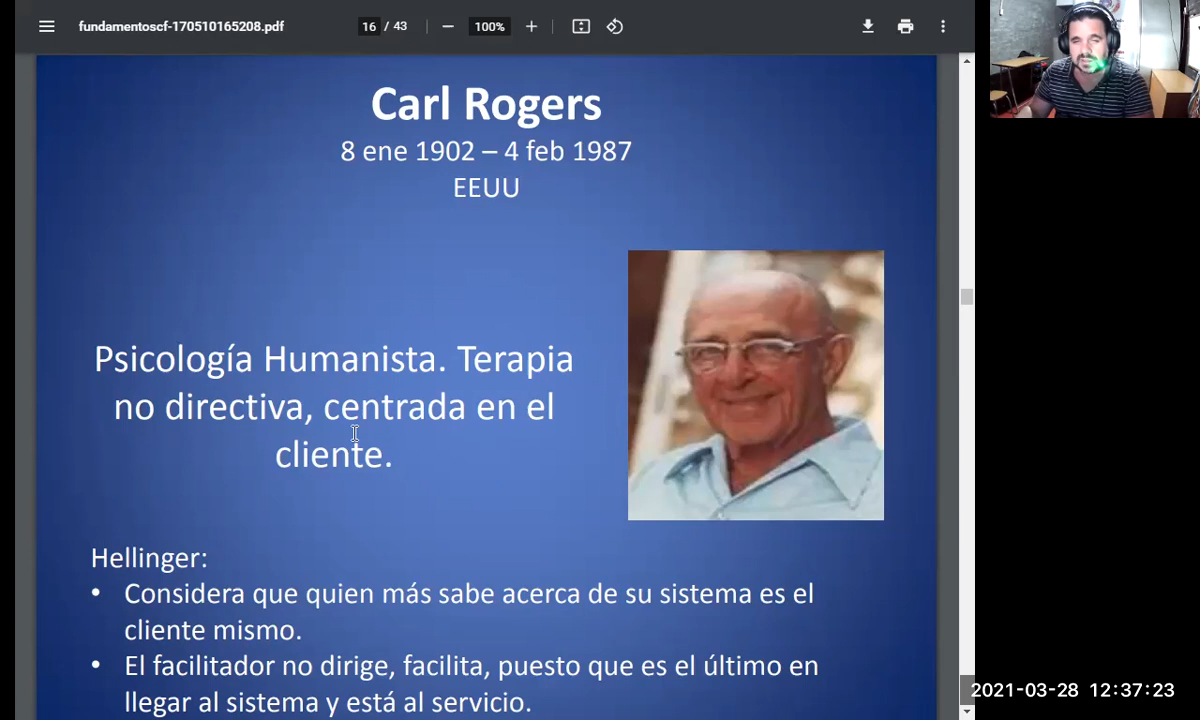 fundamentoscf-170510165208.pdf
16 / 43
100%
Carl Rogers
8 ene 1902 – 4 feb 1987
EEUU
Psicología Humanista. Terapia
no directiva, centrada en el
cliente.
Hellinger:
• Considera que quien más sabe acerca de su sistema es el
cliente mismo.
• El facilitador no dirige, facilita, puesto que es el último en
llegar al sistema y está al servicio.
2021-03-28 12:37:23